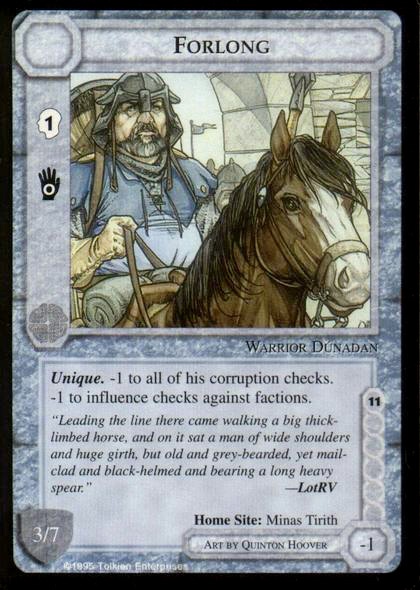 FORLONG
1
0
WARRIOR DÚNADAN
Unique. -1 to all of his corruption checks.
-1 to influence checks against factions.
11
“Leading the line there came walking a big thick-
limbed horse, and on it sat a man of wide shoulders
and huge girth, but old and grey-bearded, yet mail-
clad and black-helmed and bearing a long heavy
spear.” —LotRV
Home Site: Minas Tirith
3/7
ART BY QUINTON HOOVER
-1
©1995 Tolkien Enterprises